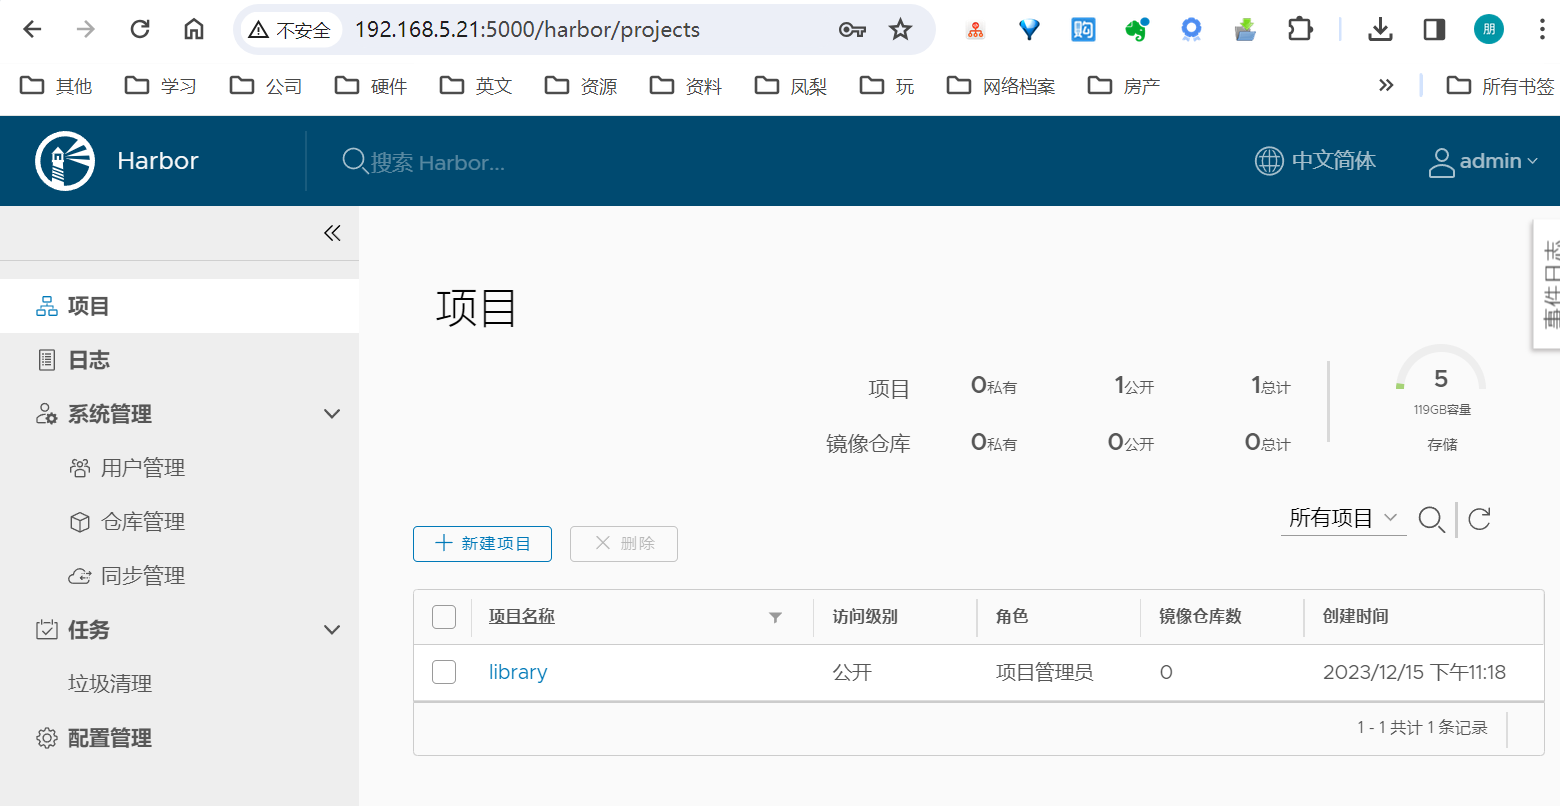 不安全 192.168.5.21:5000/harbor/projects 购 朋
其他 学习 公司 硬件 英文 资源 资料 凤梨 玩 网络档案 房产 » 所有书签
Harbor 搜索 Harbor... 中文简体 admin
事件日志
项目
日志
系统管理
用户管理
仓库管理
同步管理
任务
垃圾清理
配置管理
项目
项目 0私有 1公开 1总计
镜像仓库 0私有 0公开 0总计
5
119GB容量
存储
所有项目
+ 新建项目 × 删除
项目名称 访问级别 角色 镜像仓库数 创建时间
library 公开 项目管理员 0 2023/12/15 下午11:18
1 - 1 共计 1 条记录